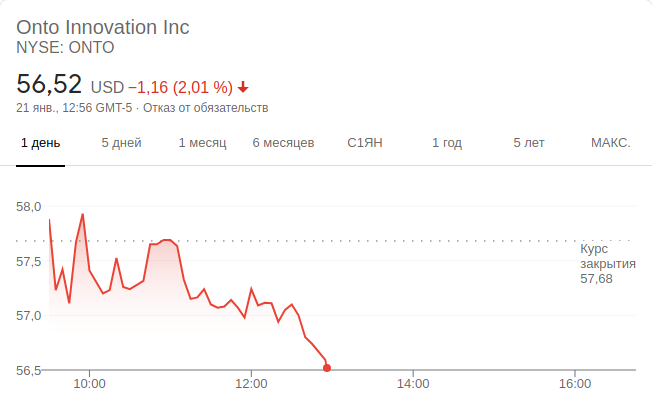 Onto Innovation Inc
NYSE: ONTO
56,52 USD −1,16 (2,01 %)
21 янв., 12:56 GMT-5 · Отказ от обязательств
1 день 5 дней 1 месяц 6 месяцев С1ЯН 1 год 5 лет МАКС.
58,0
Курс
закрытия
57,68
57,5
57,0
56,5
10:00 12:00 14:00 16:00